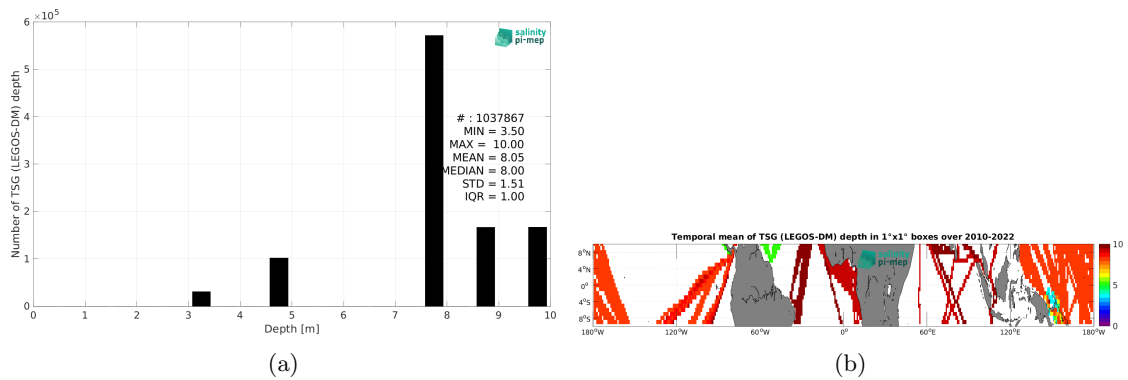 ×10⁵
6
5
4
3
2
1
0
Number of TSG (LEGOS-DM) depth
salinity
pi-mep
# : 1037867
MIN = 3.50
MAX = 10.00
MEAN = 8.05
MEDIAN = 8.00
STD = 1.51
IQR = 1.00
0 1 2 3 4 5 6 7 8 9 10
Depth [m]
(a)
Temporal mean of TSG (LEGOS-DM) depth in 1°x1° boxes over 2010-2022
8°N
4°N
0°
4°S
8°S
salinity
pi-mep
10
5
0
180°W 120°W 60°W 0° 60°E 120°E 180°W
(b)